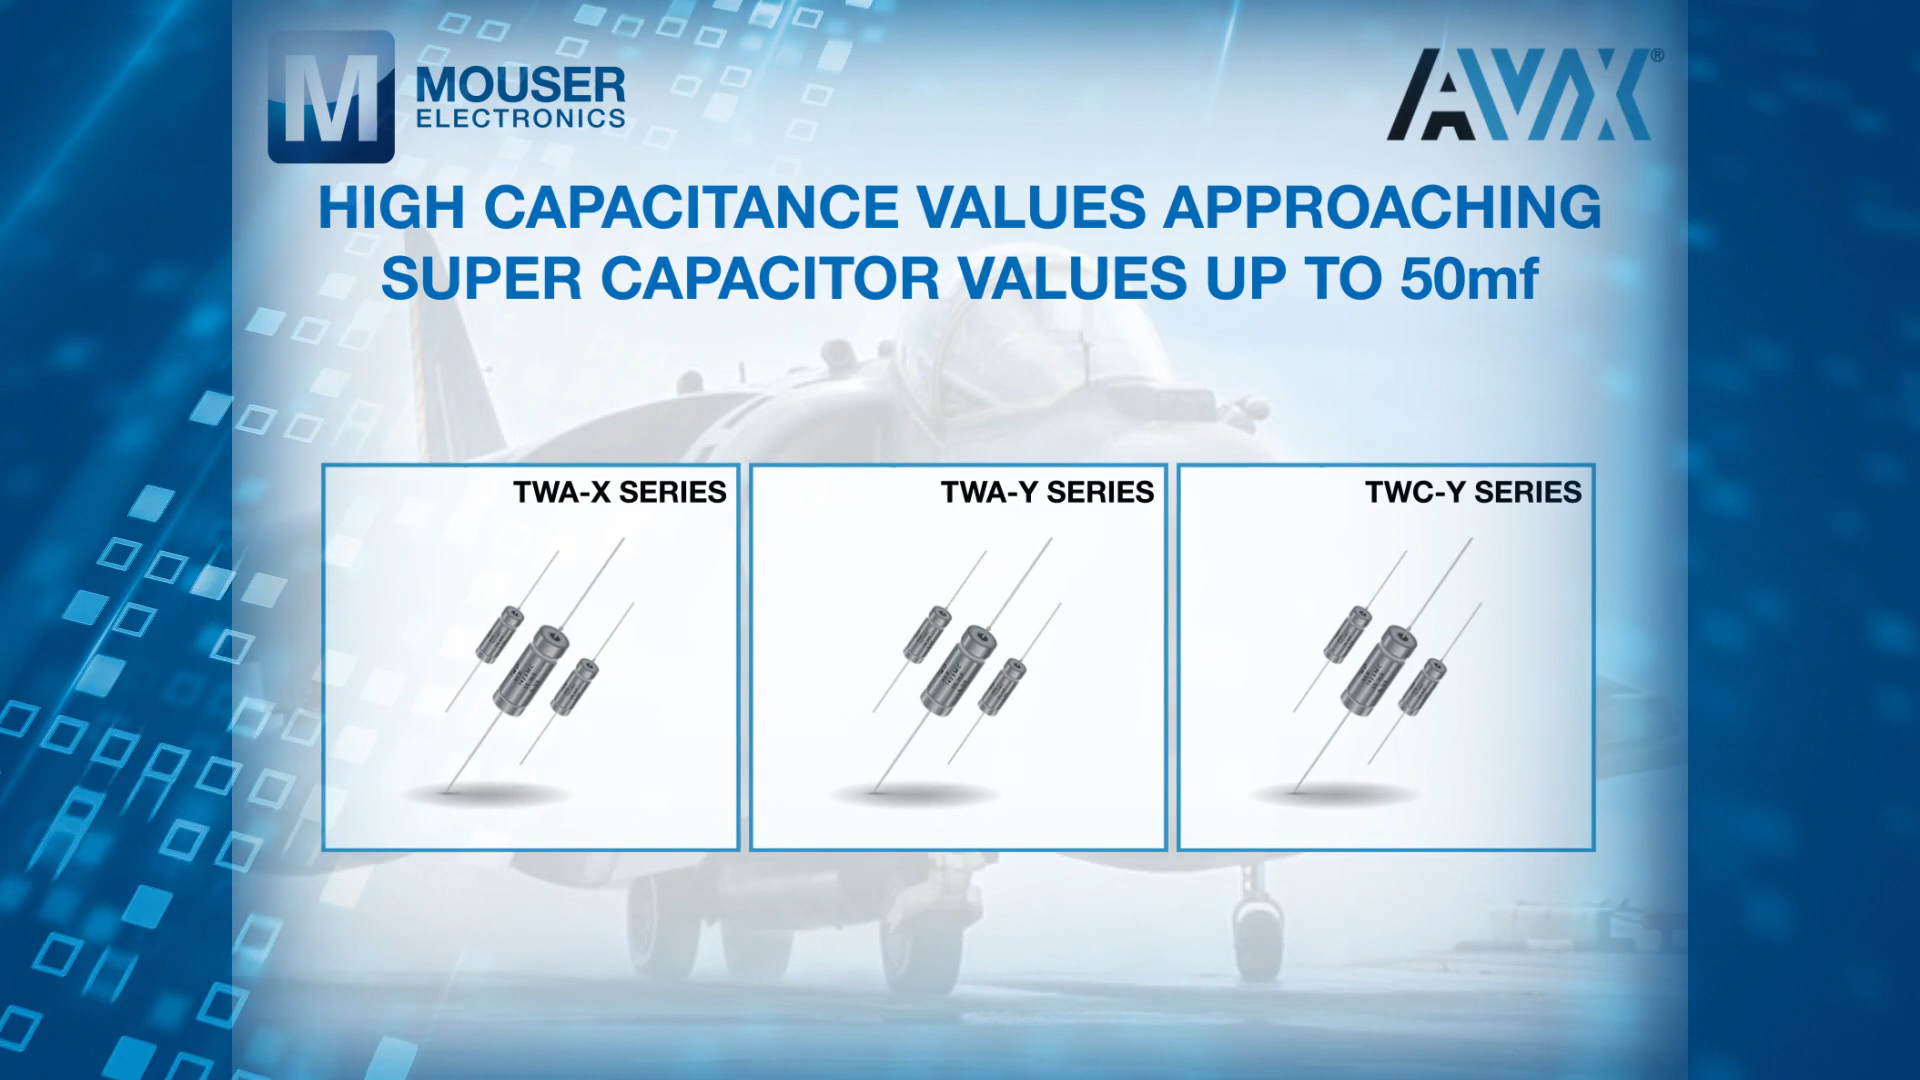 M
MOUSER
ELECTRONICS
AVX®
HIGH CAPACITANCE VALUES APPROACHING
SUPER CAPACITOR VALUES UP TO 50mf
TWA-X SERIES
TWA-Y SERIES
TWC-Y SERIES